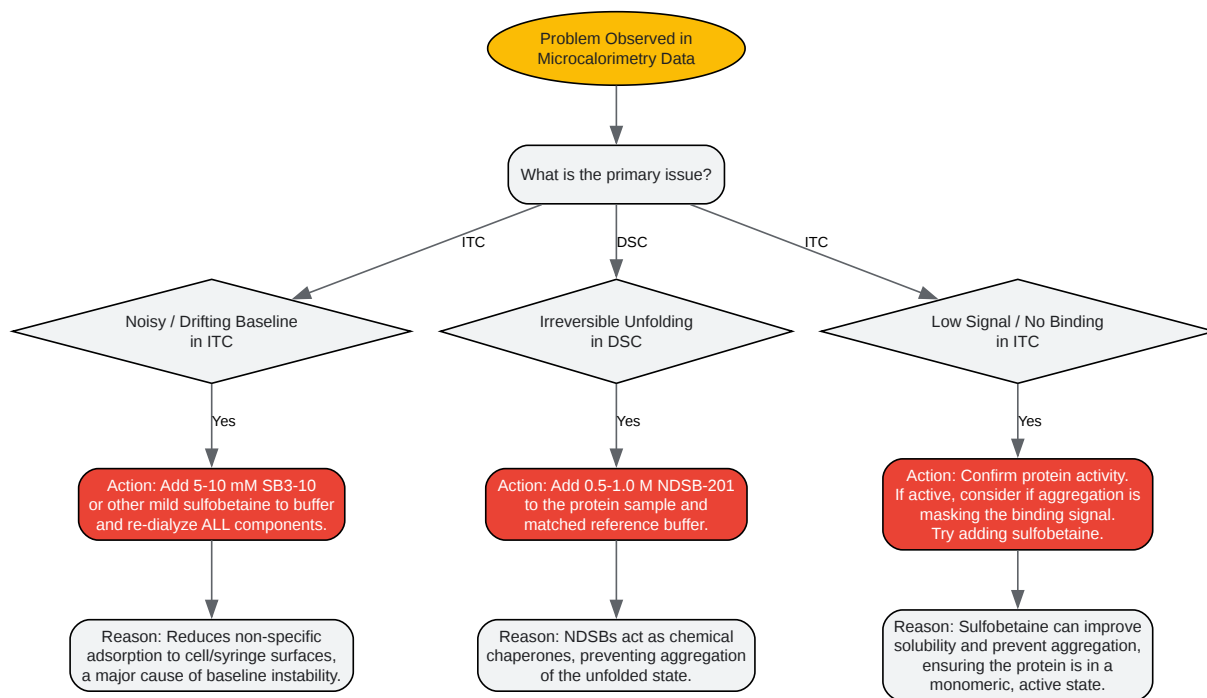 Problem Observed in
Microcalorimetry Data
What is the primary issue?
ITC
DSC
ITC
Noisy / Drifting Baseline
in ITC
Irreversible Unfolding
in DSC
Low Signal / No Binding
in ITC
Yes
Yes
Yes
Action: Add 5-10 mM SB3-10
or other mild sulfobetaine to buffer
and re-dialyze ALL components.
Action: Add 0.5-1.0 M NDSB-201
to the protein sample and
matched reference buffer.
Action: Confirm protein activity.
If active, consider if aggregation is
masking the binding signal.
Try adding sulfobetaine.
Reason: Reduces non-specific
adsorption to cell/syringe surfaces,
a major cause of baseline instability.
Reason: NDSBs act as chemical
chaperones, preventing aggregation
of the unfolded state.
Reason: Sulfobetaine can improve
solubility and prevent aggregation,
ensuring the protein is in a
monomeric, active state.